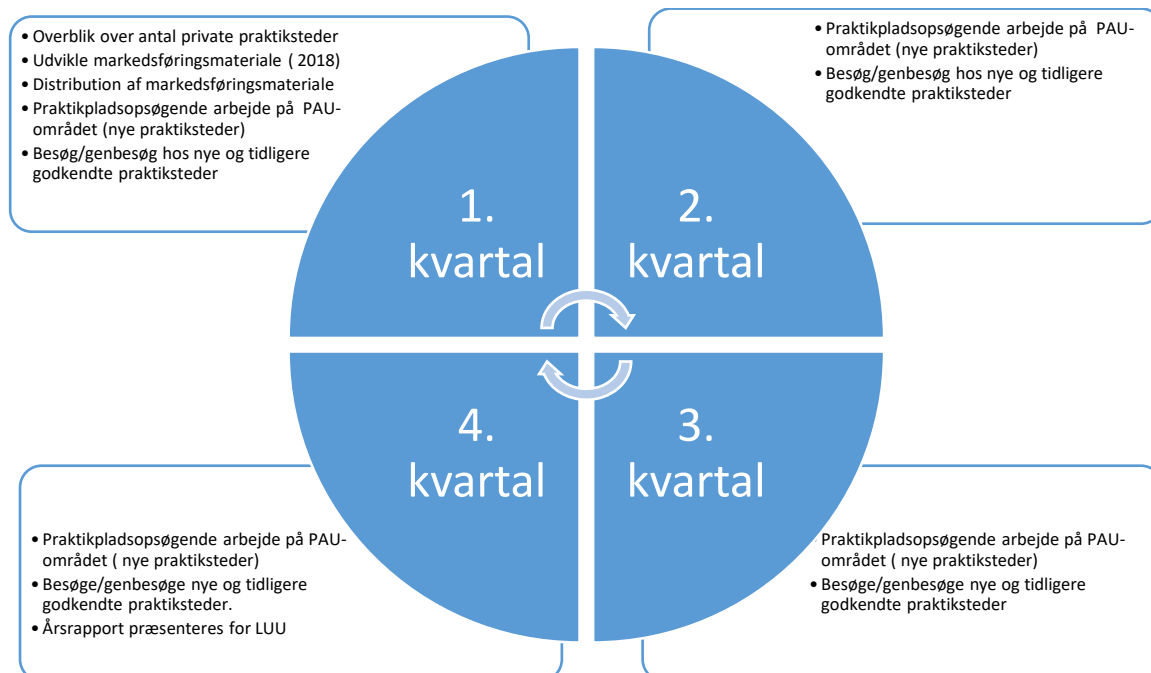 • Overblik over antal private praktiksteder
• Udvikle markedsføringsmateriale ( 2018)
• Distribution af markedsføringsmateriale
• Praktikpladsopsøgende arbejde på PAU-
området (nye praktiksteder)
• Besøg/genbesøg hos nye og tidligere
godkendte praktiksteder
• Praktikpladsopsøgende arbejde på PAU-
området (nye praktiksteder)
• Besøg/genbesøg hos nye og tidligere
godkendte praktiksteder
1.
kvartal
2.
kvartal
4.
kvartal
3.
kvartal
• Praktikpladsopsøgende arbejde på PAU-
området ( nye praktiksteder)
• Besøge/genbesøge nye og tidligere
godkendte praktiksteder.
• Årsrapport præsenteres for LUU
• Praktikpladsopsøgende arbejde på PAU-
området ( nye praktiksteder)
• Besøge/genbesøge nye og tidligere
godkendte praktiksteder